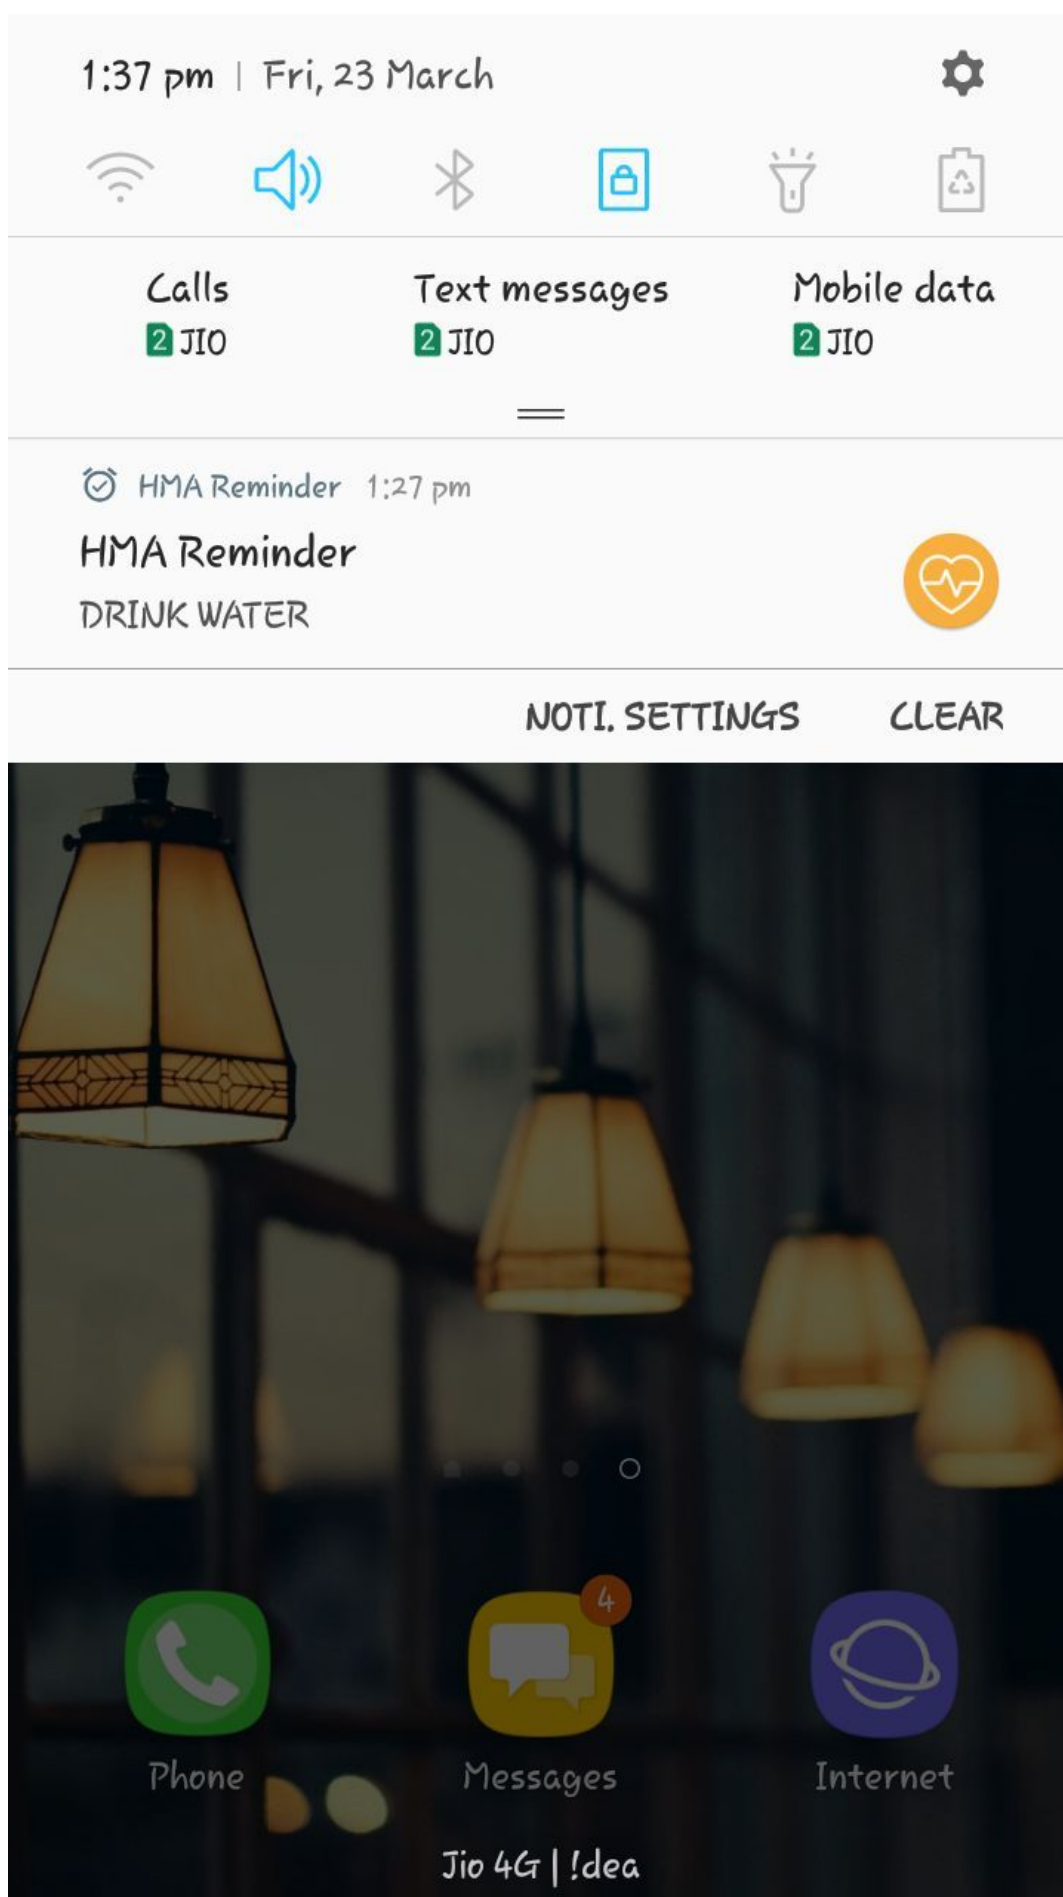 1:37 pm | Fri, 23 March
Calls Text messages Mobile data
2 JIO 2 JIO 2 JIO
HMA Reminder 1:27 pm
HMA Reminder
DRINK WATER
NOTI. SETTINGS CLEAR
4
Phone Messages Internet
Jio 4G | !dea